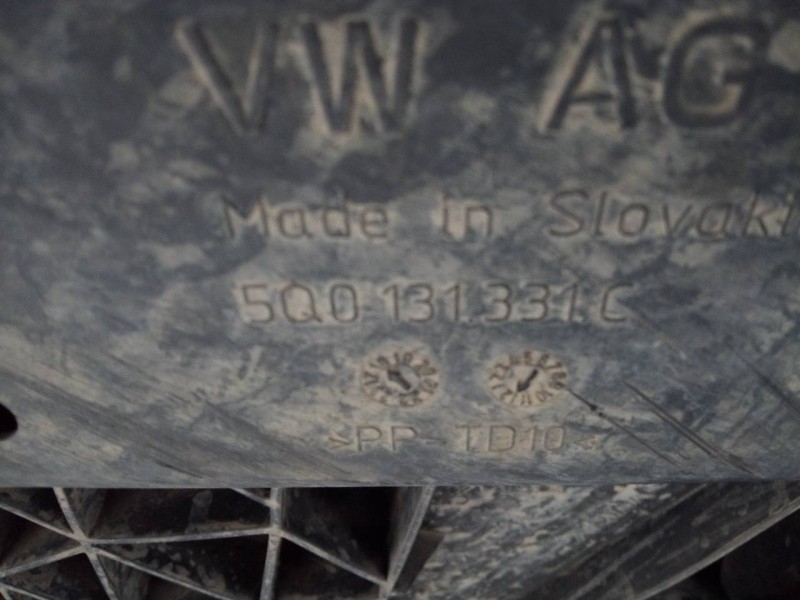 VW AG
Made in Slovaki
5Q0.131.331.C
>PP-TD10<